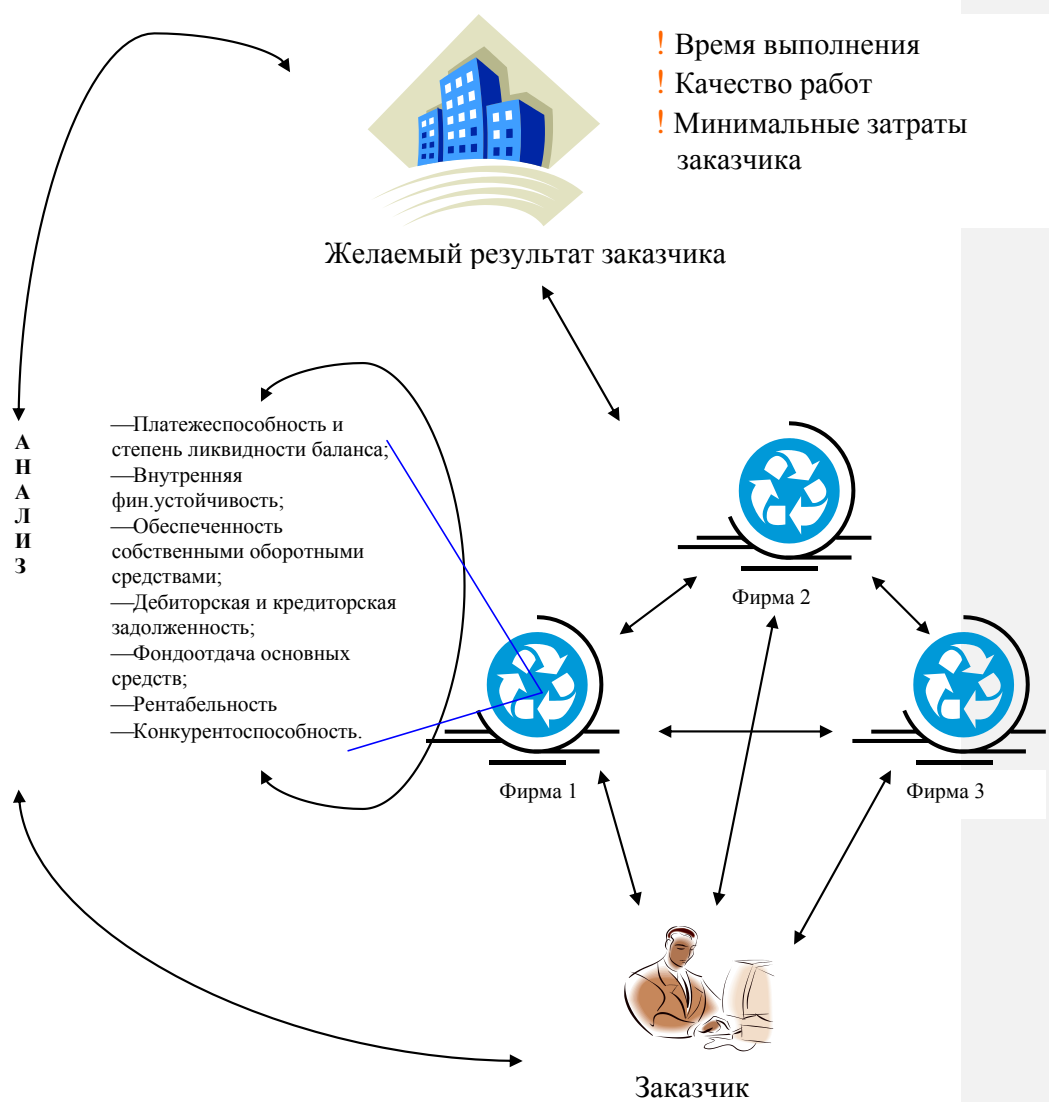 ! Время выполнения
! Качество работ
! Минимальные затраты
заказчика
Желаемый результат заказчика
А
Н
А
Л
И
З
—Платежеспособность и
степень ликвидности баланса;
—Внутренняя
фин.устойчивость;
—Обеспеченность
собственными оборотными
средствами;
—Дебиторская и кредиторская
задолженность;
—Фондоотдача основных
средств;
—Рентабельность
—Конкурентоспособность.
Фирма 2
Фирма 1
Фирма 3
Заказчик